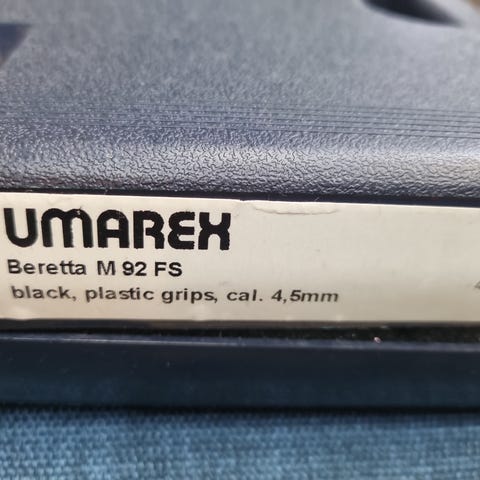 UMAREX
Beretta M 92 FS
black, plastic grips, cal. 4,5mm